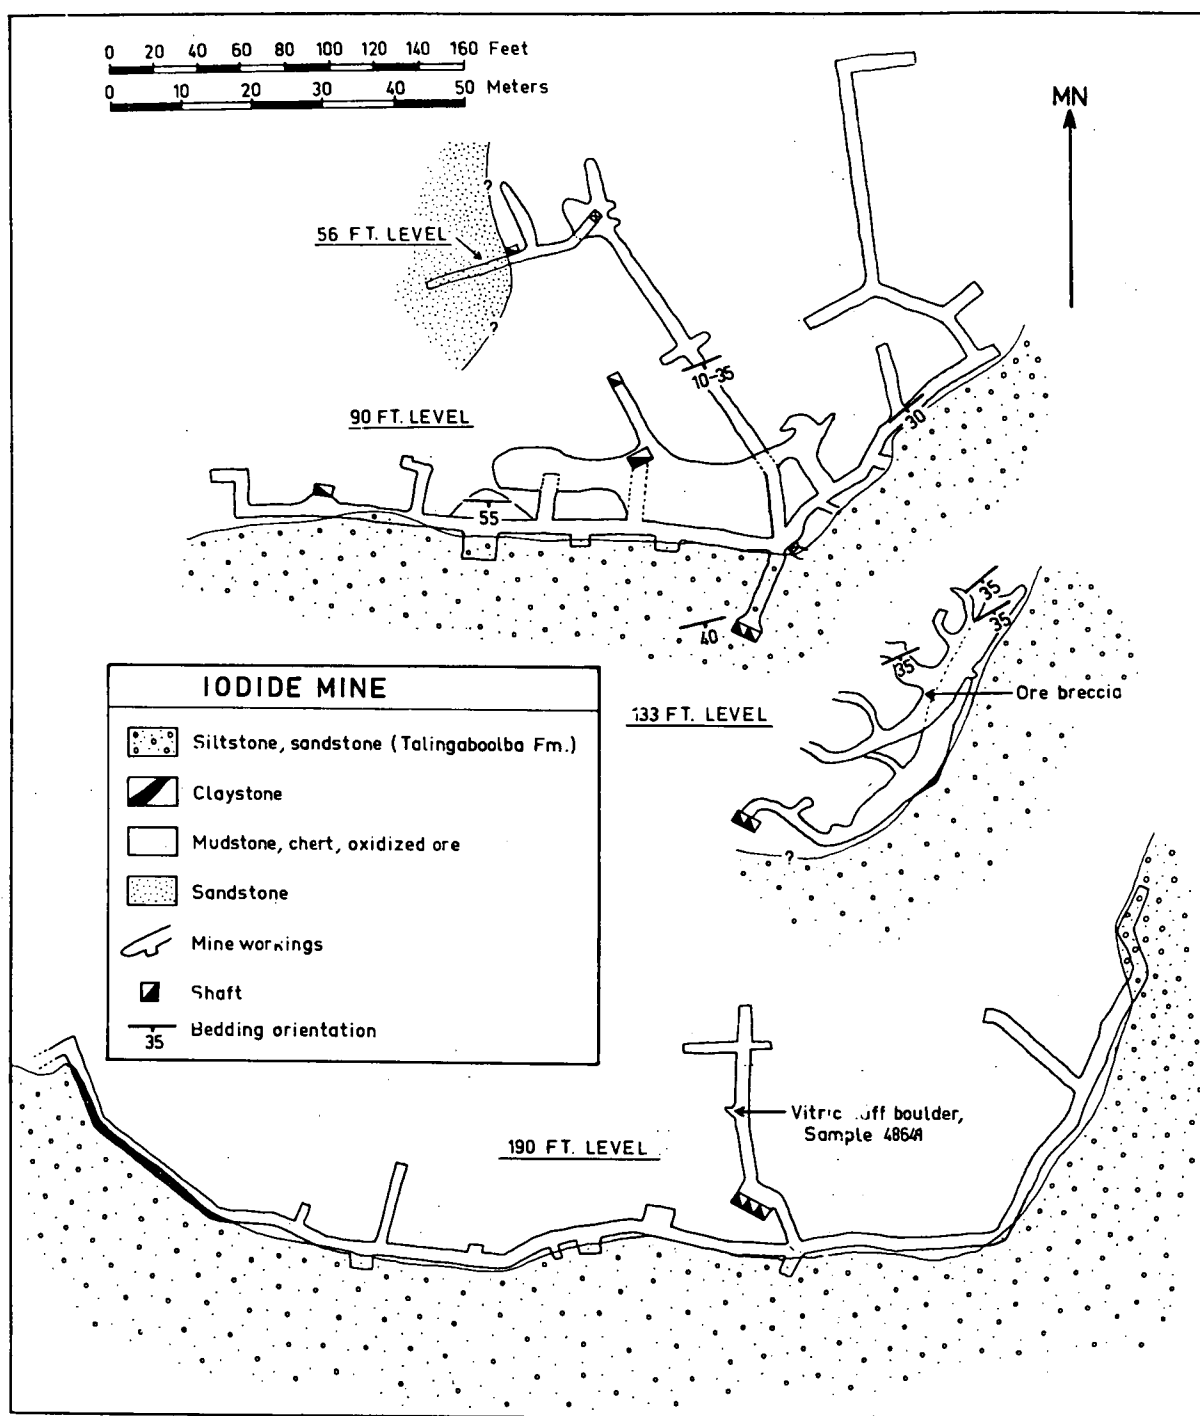 0 20 40 60 80 100 120 140 160 Feet
0 10 20 30 40 50 Meters
MN
?
56 FT. LEVEL
?
10-35
90 FT. LEVEL
30
55
40
35
35
35
Ore breccia
133 FT. LEVEL
?
IODIDE MINE
Siltstone, sandstone (Talingaboolba Fm.)
Claystone
Mudstone, chert, oxidized ore
Sandstone
Mine workings
Shaft
Bedding orientation
35
Vitric boulder,
Sample
190 FT. LEVEL